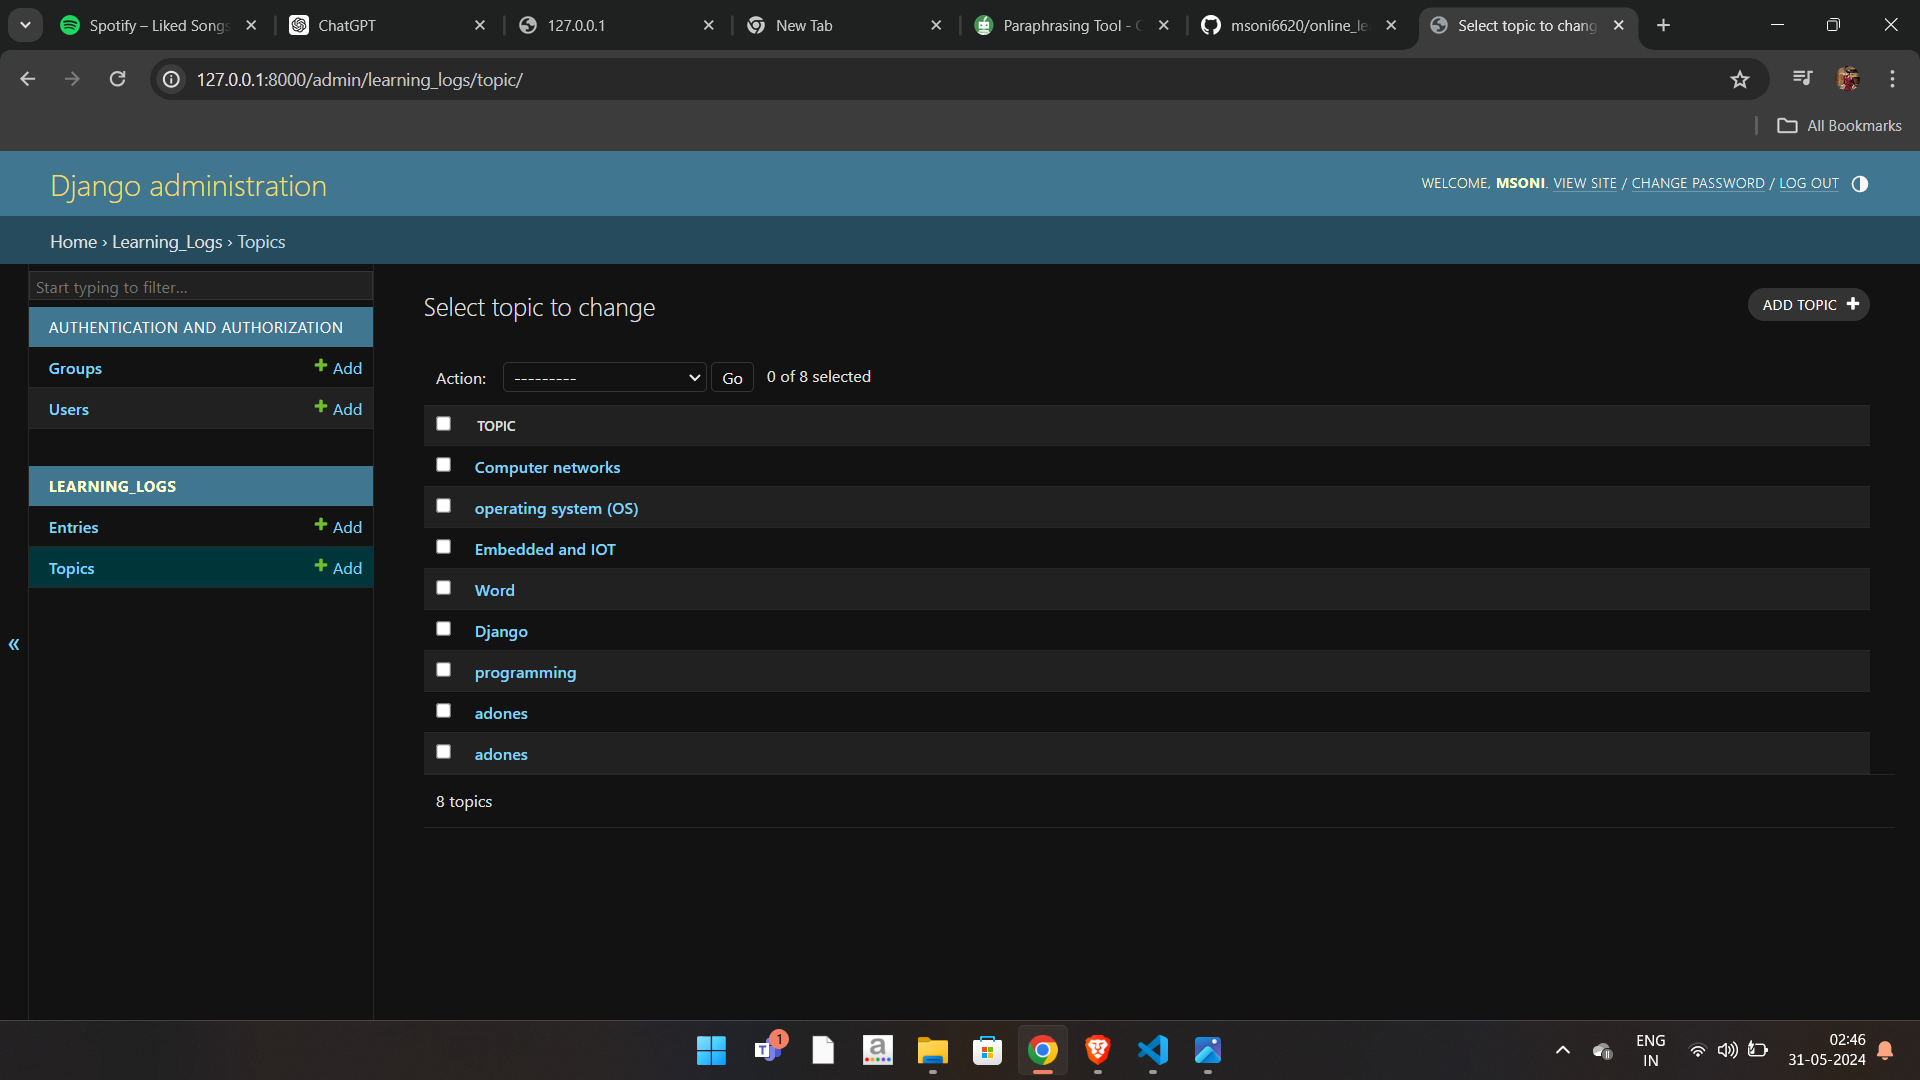 Spotify – Liked Songs
ChatGPT
127.0.0.1
New Tab
Paraphrasing Tool -
msoni6620/online_le
Select topic to chang
127.0.0.1:8000/admin/learning_logs/topic/
All Bookmarks
Django administration
WELCOME, MSONI. VIEW SITE / CHANGE PASSWORD / LOG OUT
Home › Learning_Logs › Topics
Start typing to filter...
AUTHENTICATION AND AUTHORIZATION
Groups + Add
Users + Add
LEARNING_LOGS
Entries + Add
Topics + Add
«
Select topic to change
ADD TOPIC +
Action: --------- Go 0 of 8 selected
TOPIC
Computer networks
operating system (OS)
Embedded and IOT
Word
Django
programming
adones
adones
8 topics
1
T
a
ENG
IN
02:46
31-05-2024